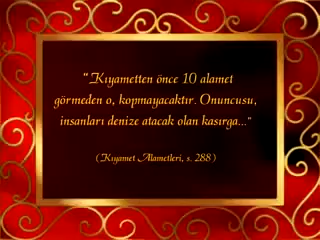 "Kıyametten önce 10 alamet
görmeden o, kopmayacaktır. Onuncusu,
insanları denize atacak olan kasırga..."
(Kıyamet Alametleri, s. 288)